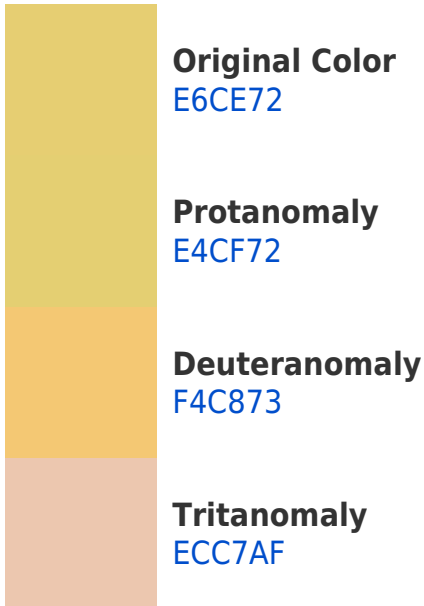 Original Color
E6CE72
Protanomaly
E4CF72
Deuteranomaly
F4C873
Tritanomaly
ECC7AF